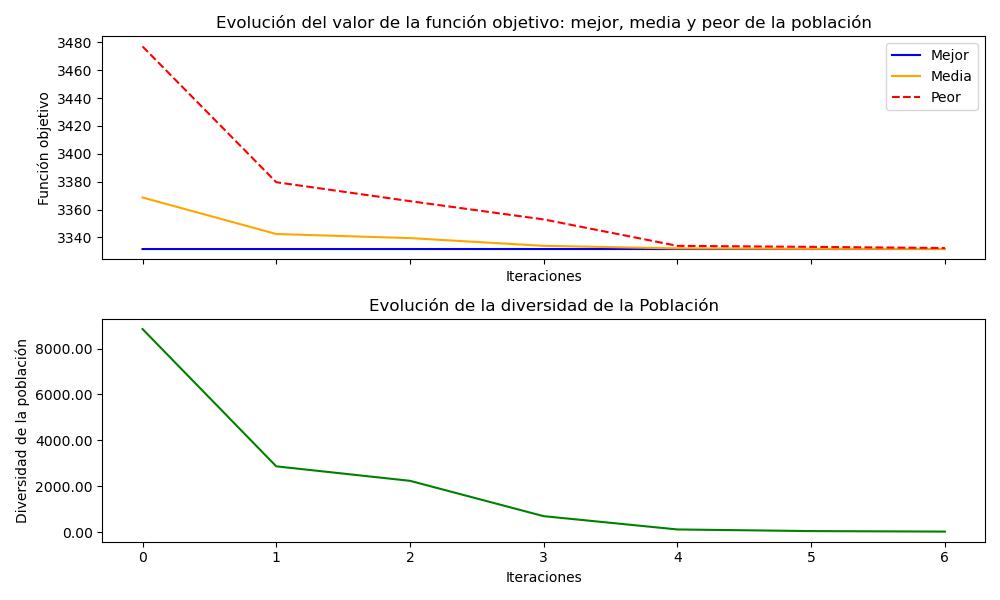 Evolución del valor de la función objetivo: mejor, media y peor de la población
3480
3460
3440
3420
3400
3380
3360
3340
Función objetivo
Mejor
Media
Peor
Iteraciones
Evolución de la diversidad de la Población
8000.00
6000.00
4000.00
2000.00
0.00
Diversidad de la población
0 1 2 3 4 5 6
Iteraciones